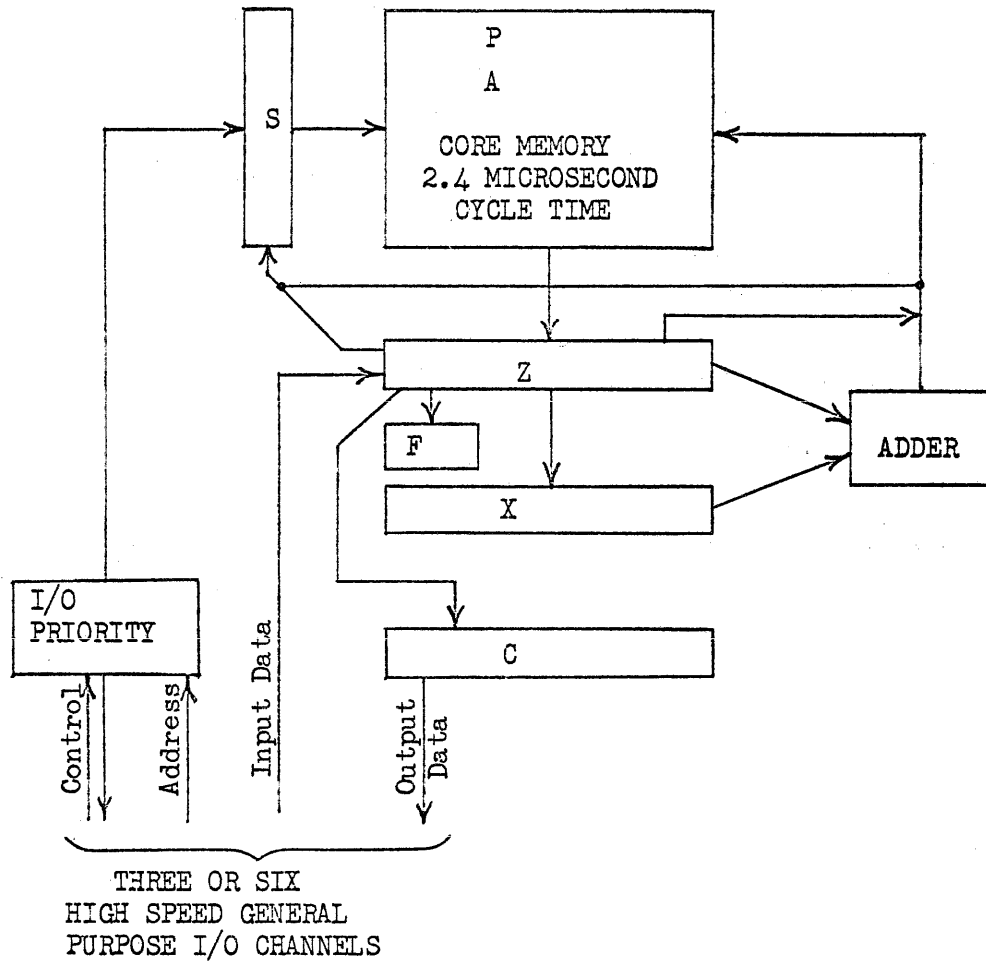 P
A
S
CORE MEMORY
2.4 MICROSECOND
CYCLE TIME
Z
F
ADDER
X
I/O
PRIORITY
C
Control
Address
Input Data
Output
Data
THREE OR SIX
HIGH SPEED GENERAL
PURPOSE I/O CHANNELS